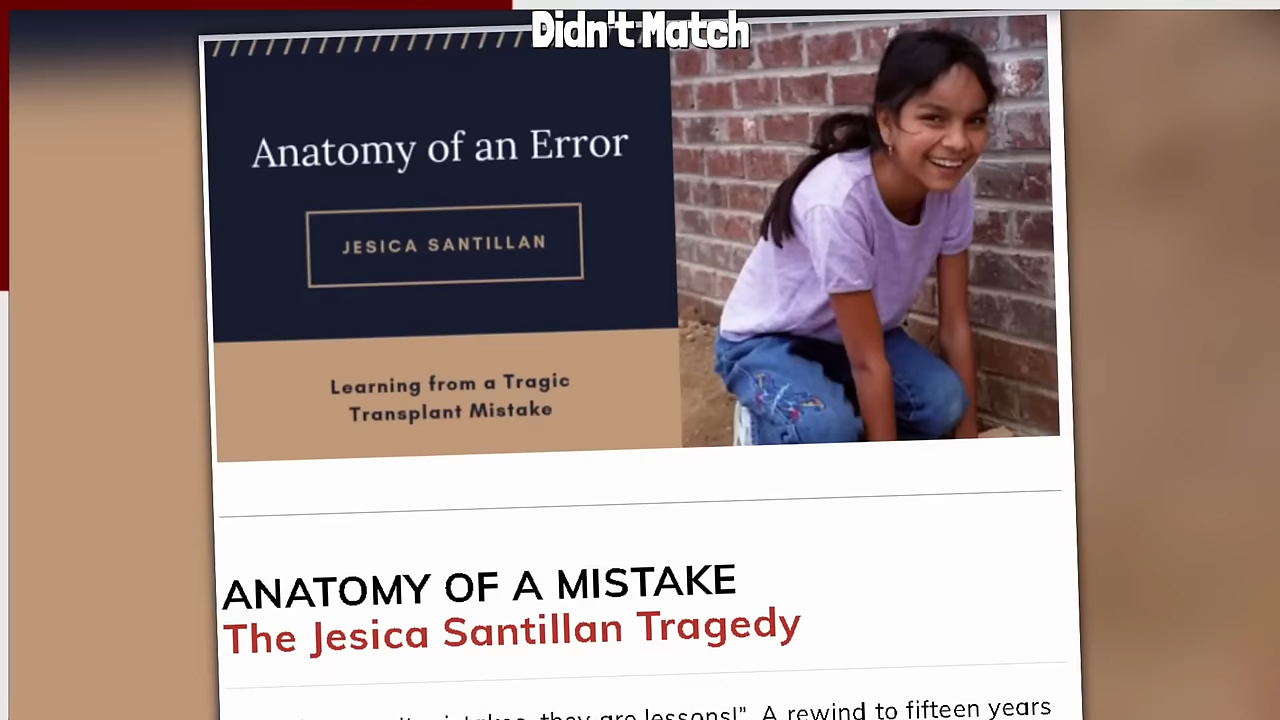 Didn't Match
Anatomy of an Error
JESICA SANTILLAN
Learning from a Tragic
Transplant Mistake
ANATOMY OF A MISTAKE
The Jesica Santillan Tragedy
they are lessons!” A rewind to fifteen years